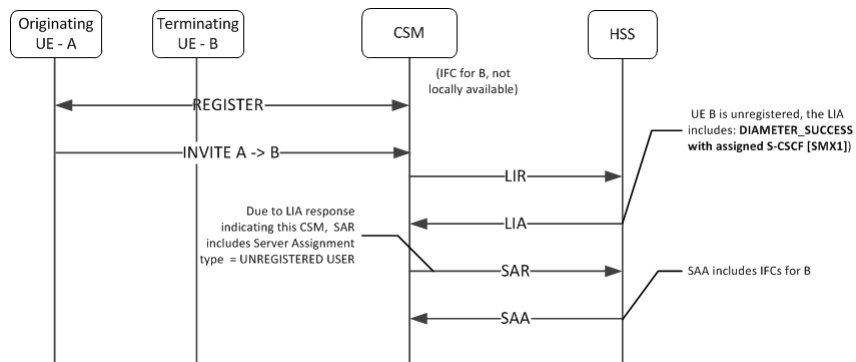 Originating
UE - A
Terminating
UE - B
CSM
HSS
(IFC for B, not
locally available)
REGISTER
UE B is unregistered, the LIA
includes: DIAMETER_SUCCESS
with assigned S-CSCF [SMX1])
INVITE A -> B
LIR
Due to LIA response
indicating this CSM, SAR
includes Server Assignment
type = UNREGISTERED USER
LIA
SAR
SAA includes IFCs for B
SAA